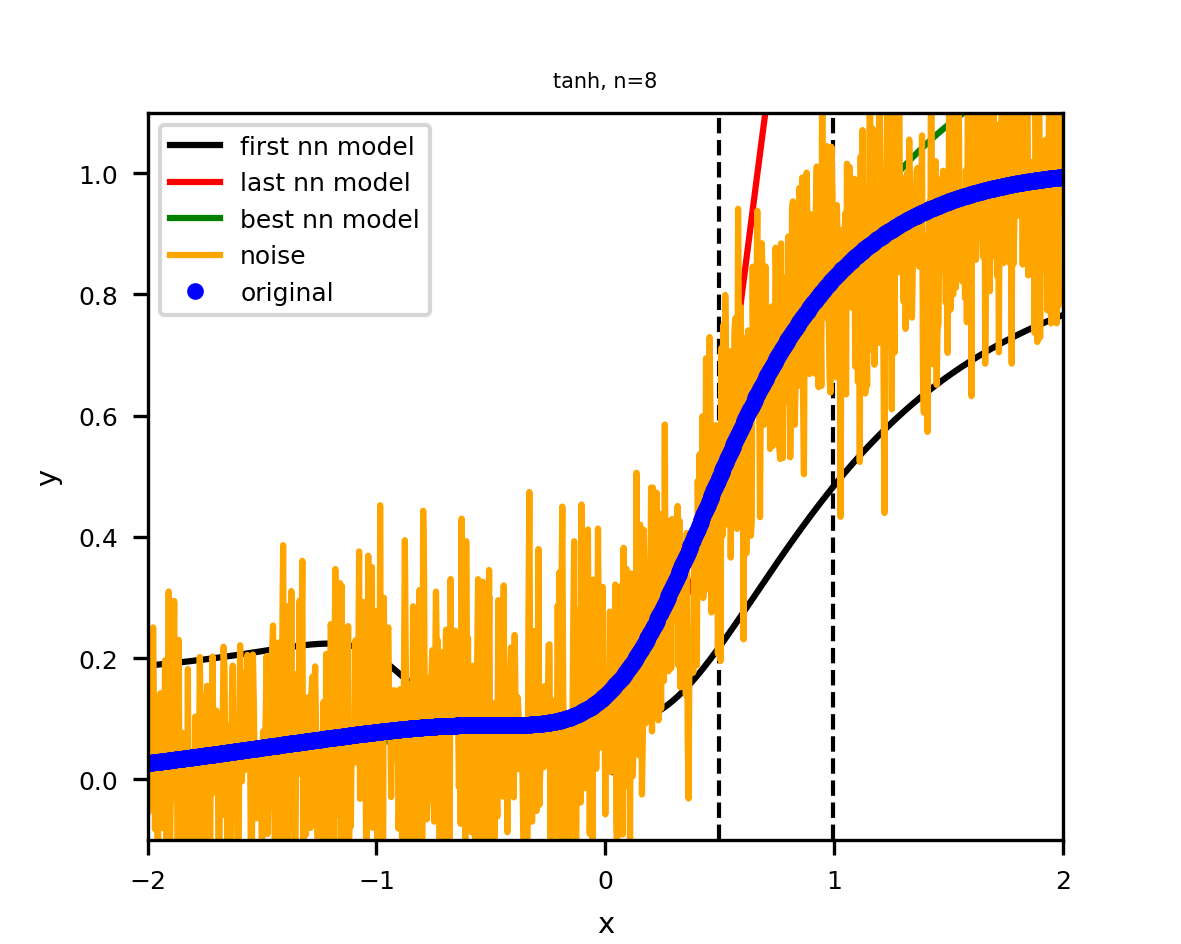 tanh, n=8
first nn model
last nn model
best nn model
noise
original
1.0
0.8
0.6
0.4
0.2
0.0
y
−2 −1 0 1 2
x